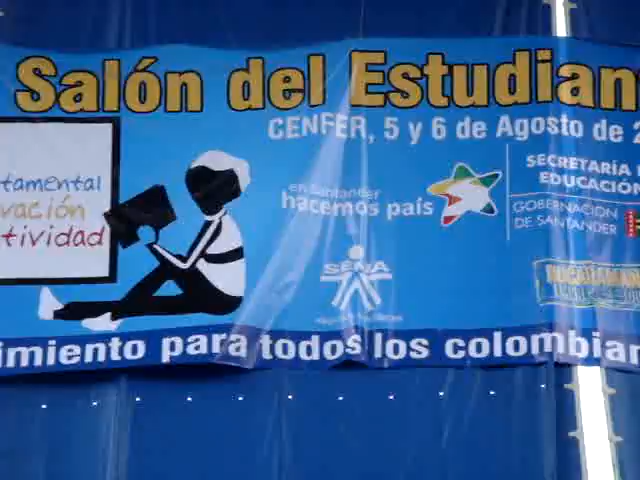 Salón del Estudian
CENFER, 5 y 6 de Agosto de 2
tamental
vación
tividad
en Santander
hacemos país
SECRETARÍA
EDUCACIÓN
GOBERNACIÓN
DE SANTANDER
SENA
imiento para todos los colombian